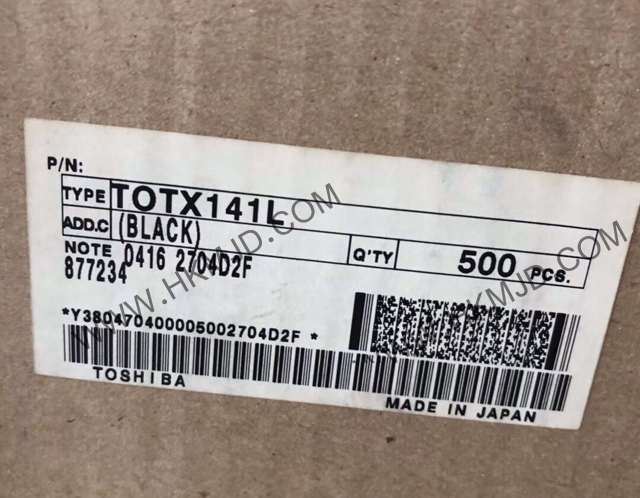 P/N:
TYPE TOTX141L
ADD.C (BLACK)
NOTE 0416 2704D2F Q'TY 500 PCS.
877234
*Y380470400005002704D2F *
TOSHIBA
MADE IN JAPAN
WWW.HKMJD.COM
WWW.HKMJD.COM